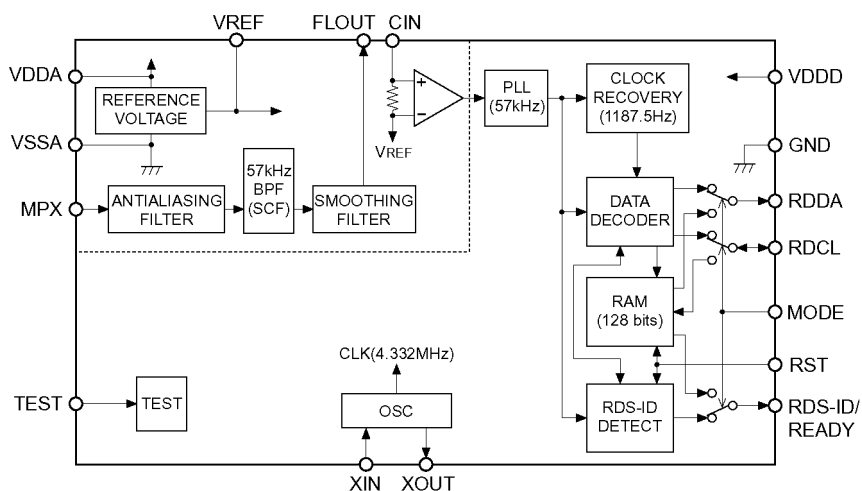 VREF
FLOUT
CIN
VDDA
REFERENCE
VOLTAGE
VSSA
57kHz
BPF
(SCF)
MPX
ANTIALIASING
FILTER
SMOOTHING
FILTER
+
−
VREF
PLL
(57kHz)
CLOCK
RECOVERY
(1187.5Hz)
VDDD
GND
DATA
DECODER
RDDA
RDCL
RAM
(128 bits)
MODE
RST
CLK(4.332MHz)
TEST
TEST
OSC
RDS-ID
DETECT
RDS-ID/
READY
XIN
XOUT